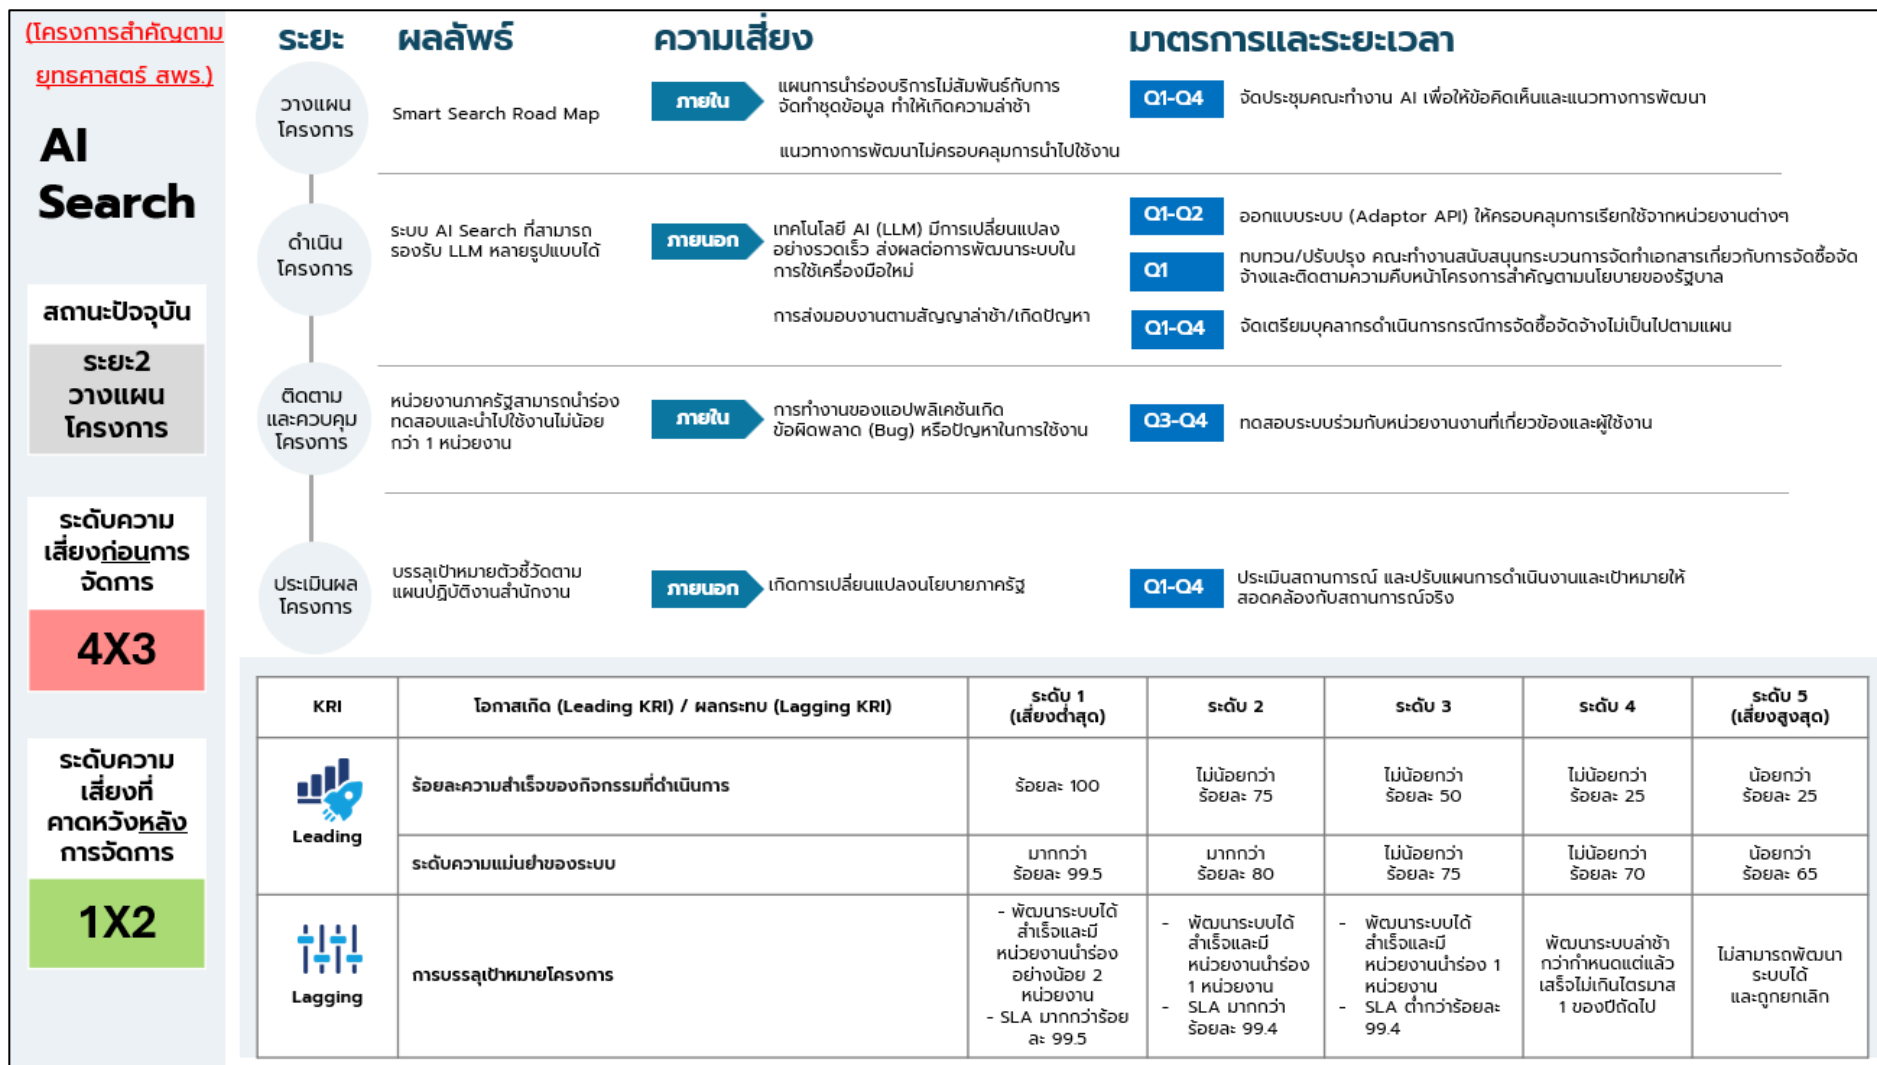 (โครงการสำคัญตาม
ยุทธศาสตร์ สพร.)
AI
Search
สถานะปัจจุบัน
ระยะ2
วางแผน
โครงการ
ระดับความ
เสี่ยงก่อนการ
จัดการ
4X3
ระดับความ
เสี่ยงที่
คาดหวังหลัง
การจัดการ
1X2
ระยะ
ผลลัพธ์
ความเสี่ยง
มาตรการและระยะเวลา
วางแผน
โครงการ
Smart Search Road Map
ภายใน
แผนการนำร่องบริการไม่สัมพันธ์กับการ
จัดทำชุดข้อมูล ทำให้เกิดความล่าช้า
แนวทางการพัฒนาไม่ครอบคลุมการนำไปใช้งาน
Q1-Q4
จัดประชุมคณะทำงาน AI เพื่อให้ข้อคิดเห็นและแนวทางการพัฒนา
ดำเนิน
โครงการ
ระบบ AI Search ที่สามารถ
รองรับ LLM หลายรูปแบบได้
ภายนอก
เทคโนโลยี AI (LLM) มีการเปลี่ยนแปลง
อย่างรวดเร็ว ส่งผลต่อการพัฒนาระบบใน
การใช้เครื่องมือใหม่
การส่งมอบงานตามสัญญาล่าช้า/เกิดปัญหา
Q1-Q2
ออกแบบระบบ (Adaptor API) ให้ครอบคลุมการเรียกใช้จากหน่วยงานต่างๆ
Q1
ทบทวน/ปรับปรุง คณะทำงานสนับสนุนกระบวนการจัดทำเอกสารเกี่ยวกับการจัดซื้อจัด
จ้างและติดตามความคืบหน้าโครงการสำคัญตามนโยบายของรัฐบาล
Q1-Q4
จัดเตรียมบุคลากรดำเนินการกรณีการจัดซื้อจัดจ้างไม่เป็นไปตามแผน
ติดตาม
และควบคุม
โครงการ
หน่วยงานภาครัฐสามารถนำร่อง
ทดสอบและนำไปใช้งานไม่น้อย
กว่า 1 หน่วยงาน
ภายใน
การทำงานของแอปพลิเคชันเกิด
ข้อผิดพลาด (Bug) หรือปัญหาในการใช้งาน
Q3-Q4
ทดสอบระบบร่วมกับหน่วยงานงานที่เกี่ยวข้องและผู้ใช้งาน
ประเมินผล
โครงการ
บรรลุเป้าหมายตัวชี้วัดตาม
แผนปฏิบัติงานสำนักงาน
ภายนอก
เกิดการเปลี่ยนแปลงนโยบายภาครัฐ
Q1-Q4
ประเมินสถานการณ์ และปรับแผนการดำเนินงานและเป้าหมายให้
สอดคล้องกับสถานการณ์จริง
KRI
โอกาสเกิด (Leading KRI) / ผลกระทบ (Lagging KRI)
ระดับ 1
(เสี่ยงต่ำสุด)
ระดับ 2
ระดับ 3
ระดับ 4
ระดับ 5
(เสี่ยงสูงสุด)
Leading
ร้อยละความสำเร็จของกิจกรรมที่ดำเนินการ
ร้อยละ 100
ไม่น้อยกว่า
ร้อยละ 75
ไม่น้อยกว่า
ร้อยละ 50
ไม่น้อยกว่า
ร้อยละ 25
น้อยกว่า
ร้อยละ 25
ระดับความแม่นยำของระบบ
มากกว่า
ร้อยละ 99.5
มากกว่า
ร้อยละ 80
ไม่น้อยกว่า
ร้อยละ 75
ไม่น้อยกว่า
ร้อยละ 70
น้อยกว่า
ร้อยละ 65
Lagging
การบรรลุเป้าหมายโครงการ
- พัฒนาระบบได้
สำเร็จและมี
หน่วยงานนำร่อง
อย่างน้อย 2
หน่วยงาน
- SLA มากกว่าร้อย
ละ 99.5
- พัฒนาระบบได้
สำเร็จและมี
หน่วยงานนำร่อง
1 หน่วยงาน
- SLA มากกว่า
ร้อยละ 99.4
- พัฒนาระบบได้
สำเร็จและมี
หน่วยงานนำร่อง 1
หน่วยงาน
- SLA ต่ำกว่าร้อยละ
99.4
พัฒนาระบบล่าช้า
กว่ากำหนดแต่แล้ว
เสร็จไม่เกินไตรมาส
1 ของปีถัดไป
ไม่สามารถพัฒนา
ระบบได้
และถูกยกเลิก